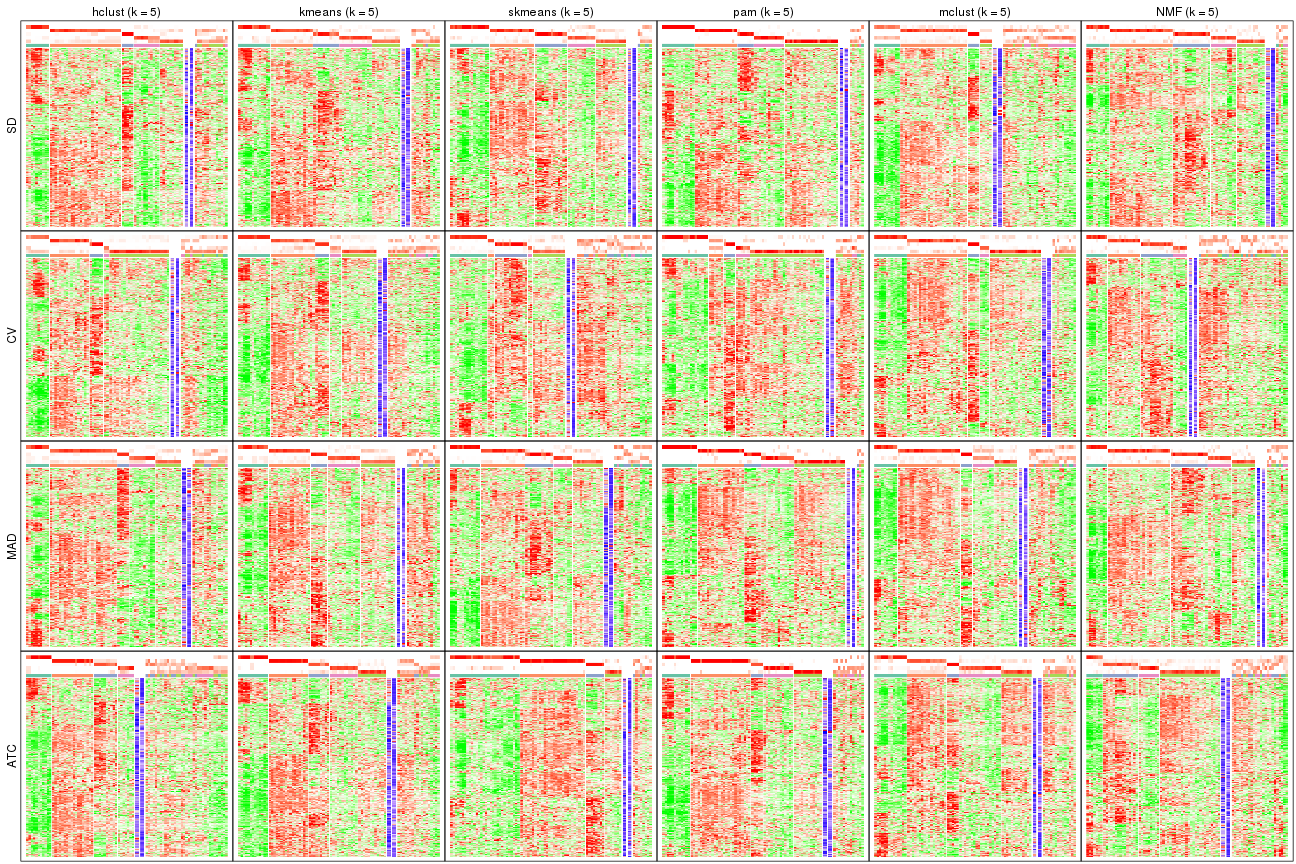 hclust (k = 5) kmeans (k = 5) skmeans (k = 5) pam (k = 5) mclust (k = 5) NMF (k = 5)
SD
CV
MAD
ATC